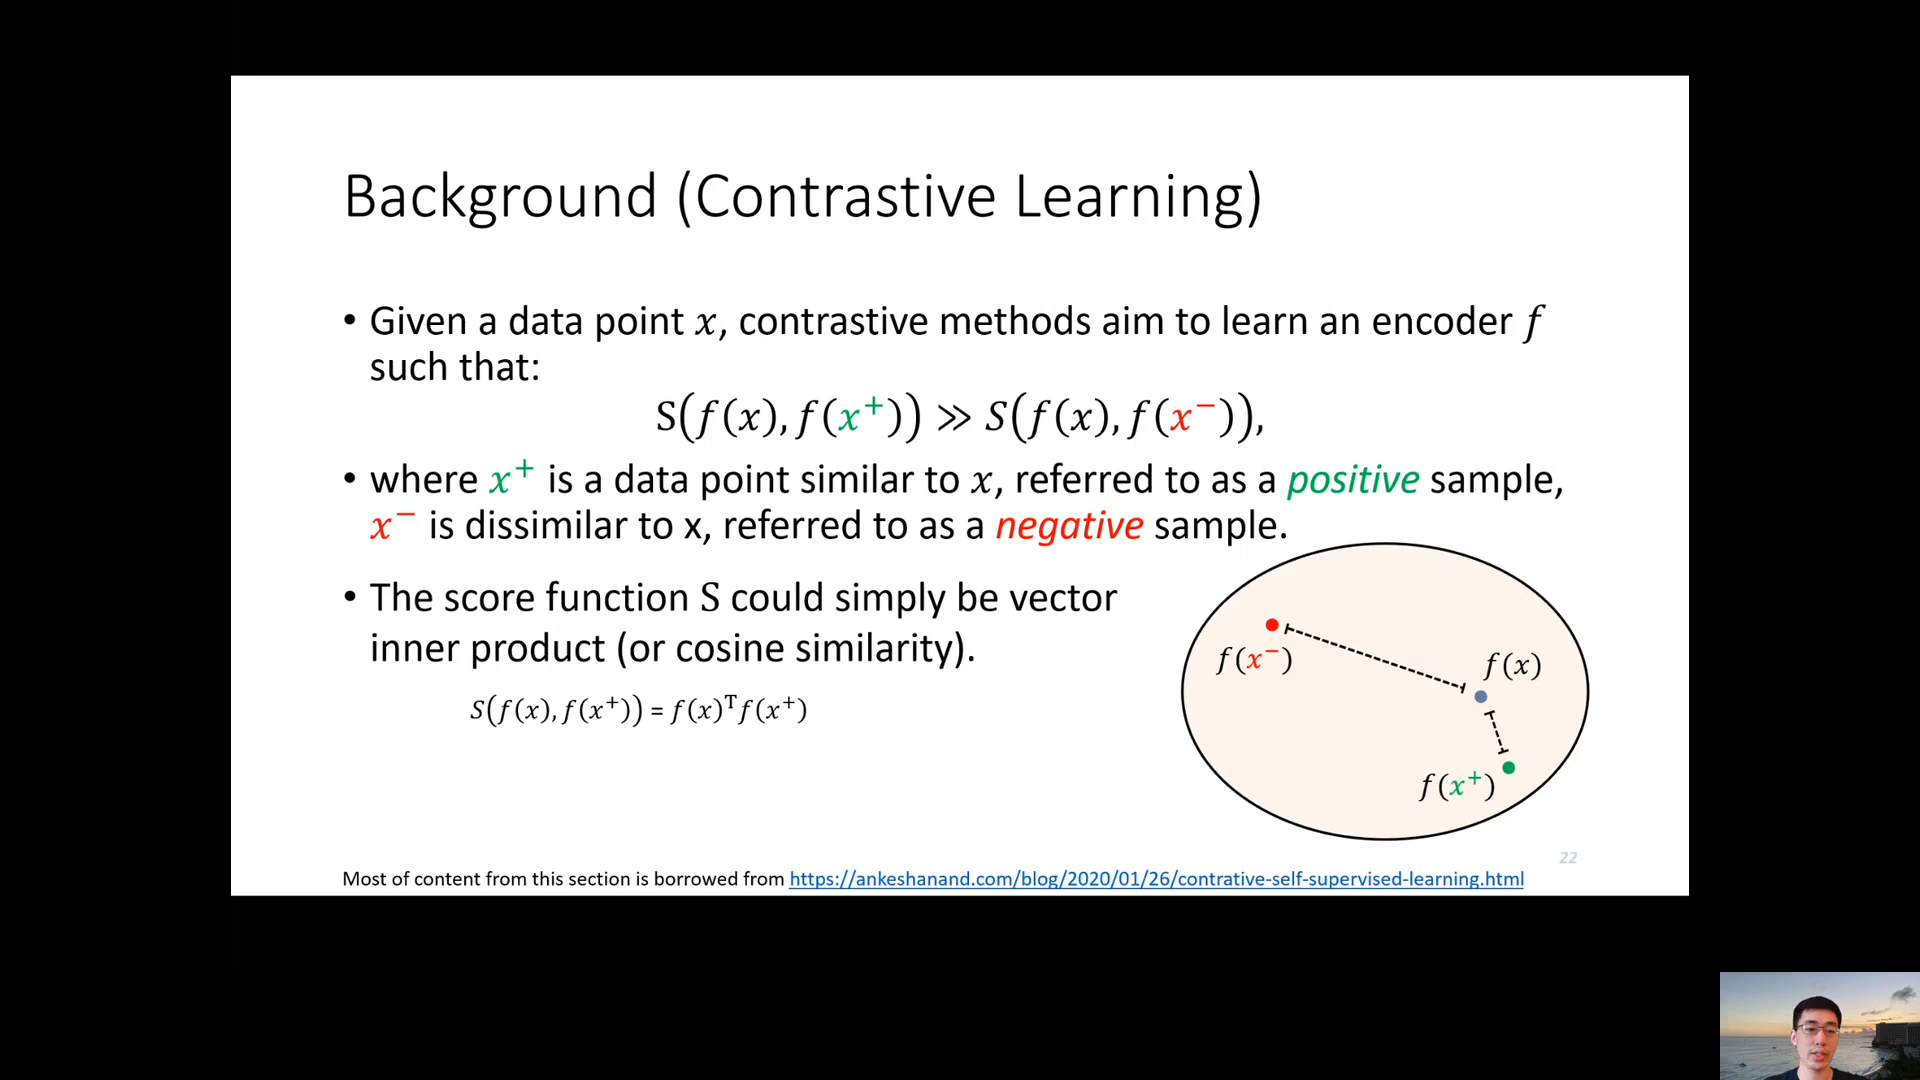 Background (Contrastive Learning)
• Given a data point 𝑥, contrastive methods aim to learn an encoder 𝑓
such that:
S(𝑓(𝑥), 𝑓(𝑥⁺)) ≫ 𝑆(𝑓(𝑥), 𝑓(𝑥⁻)),
• where 𝑥⁺ is a data point similar to 𝑥, referred to as a positive sample,
𝑥⁻ is dissimilar to x, referred to as a negative sample.
• The score function S could simply be vector
inner product (or cosine similarity).
𝑆(𝑓(𝑥), 𝑓(𝑥⁺)) = 𝑓(𝑥)ᵀ𝑓(𝑥⁺)
𝑓(𝑥⁻)
𝑓(𝑥)
𝑓(𝑥⁺)
22
Most of content from this section is borrowed from https://ankeshanand.com/blog/2020/01/26/contrative-self-supervised-learning.html